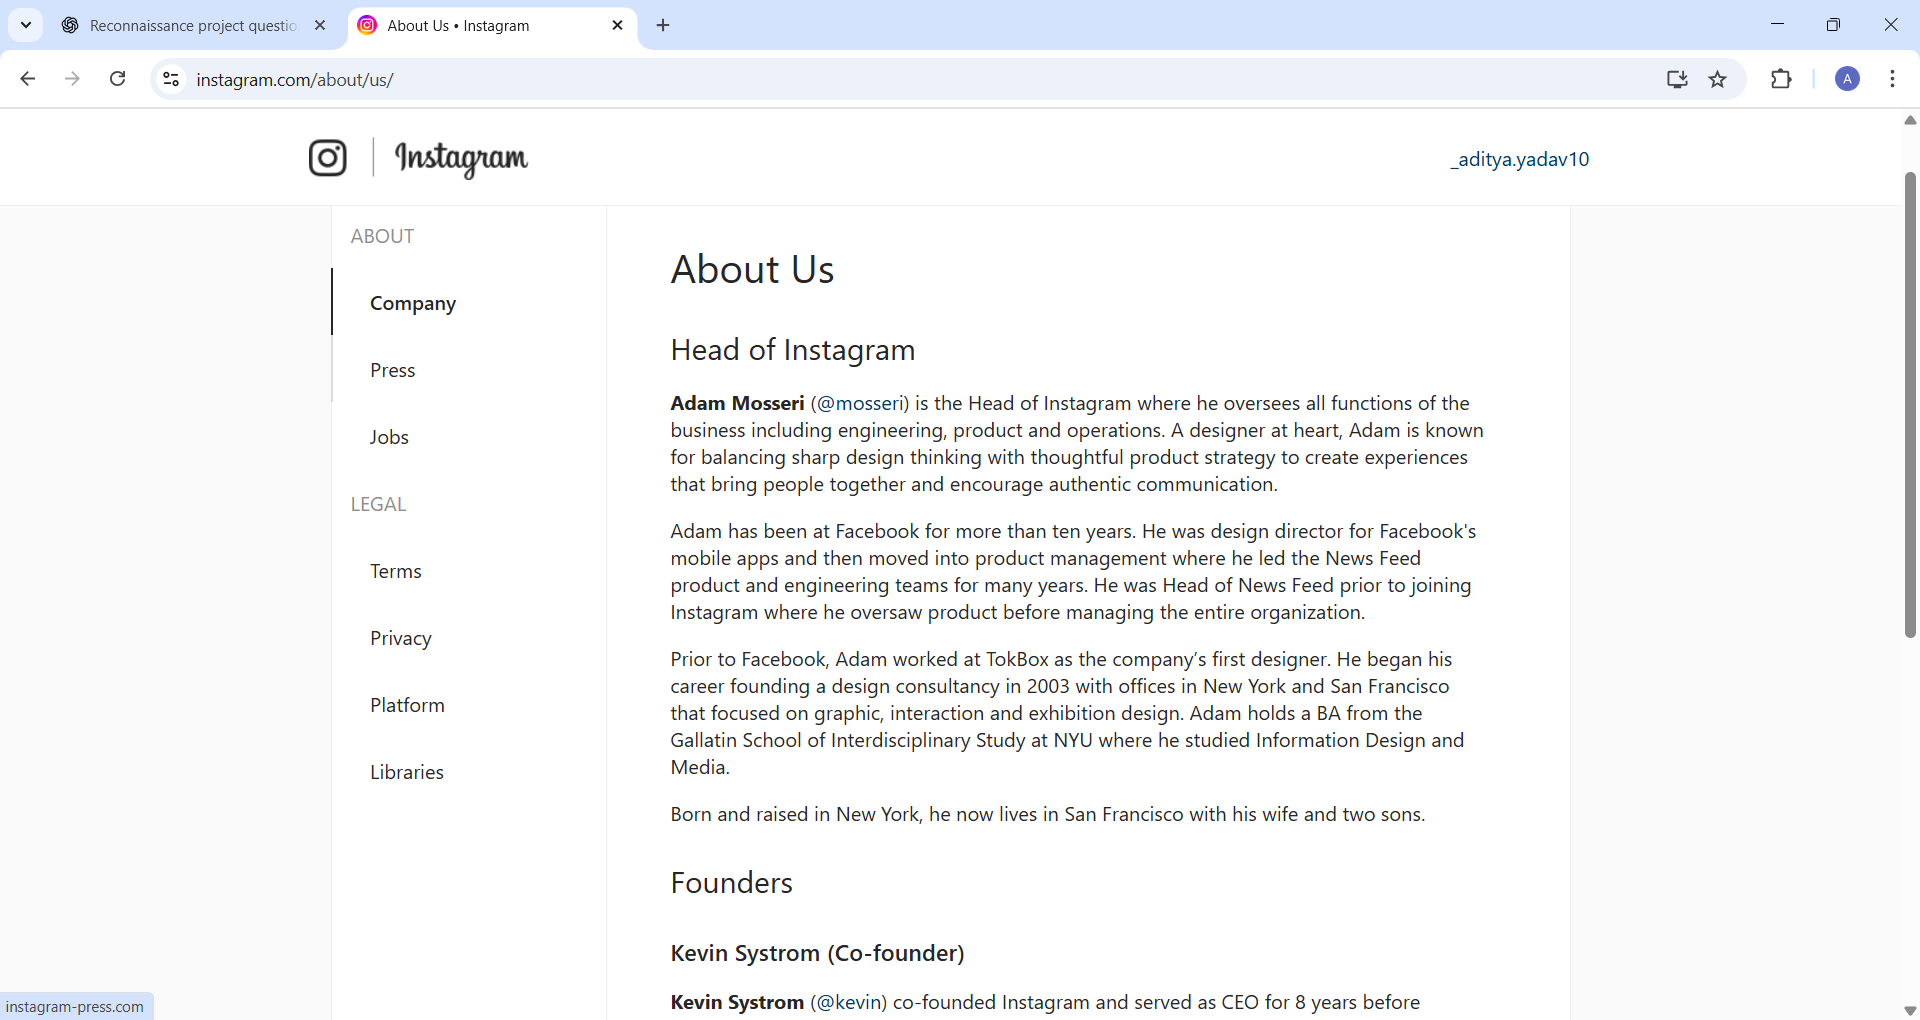 Reconnaissance project questio
About Us • Instagram
instagram.com/about/us/
A
Instagram
_aditya.yadav10
ABOUT
Company
Press
Jobs
LEGAL
Terms
Privacy
Platform
Libraries
About Us
Head of Instagram
Adam Mosseri (@mosseri) is the Head of Instagram where he oversees all functions of the
business including engineering, product and operations. A designer at heart, Adam is known
for balancing sharp design thinking with thoughtful product strategy to create experiences
that bring people together and encourage authentic communication.
Adam has been at Facebook for more than ten years. He was design director for Facebook's
mobile apps and then moved into product management where he led the News Feed
product and engineering teams for many years. He was Head of News Feed prior to joining
Instagram where he oversaw product before managing the entire organization.
Prior to Facebook, Adam worked at TokBox as the company’s first designer. He began his
career founding a design consultancy in 2003 with offices in New York and San Francisco
that focused on graphic, interaction and exhibition design. Adam holds a BA from the
Gallatin School of Interdisciplinary Study at NYU where he studied Information Design and
Media.
Born and raised in New York, he now lives in San Francisco with his wife and two sons.
Founders
Kevin Systrom (Co-founder)
Kevin Systrom (@kevin) co-founded Instagram and served as CEO for 8 years before
instagram-press.com